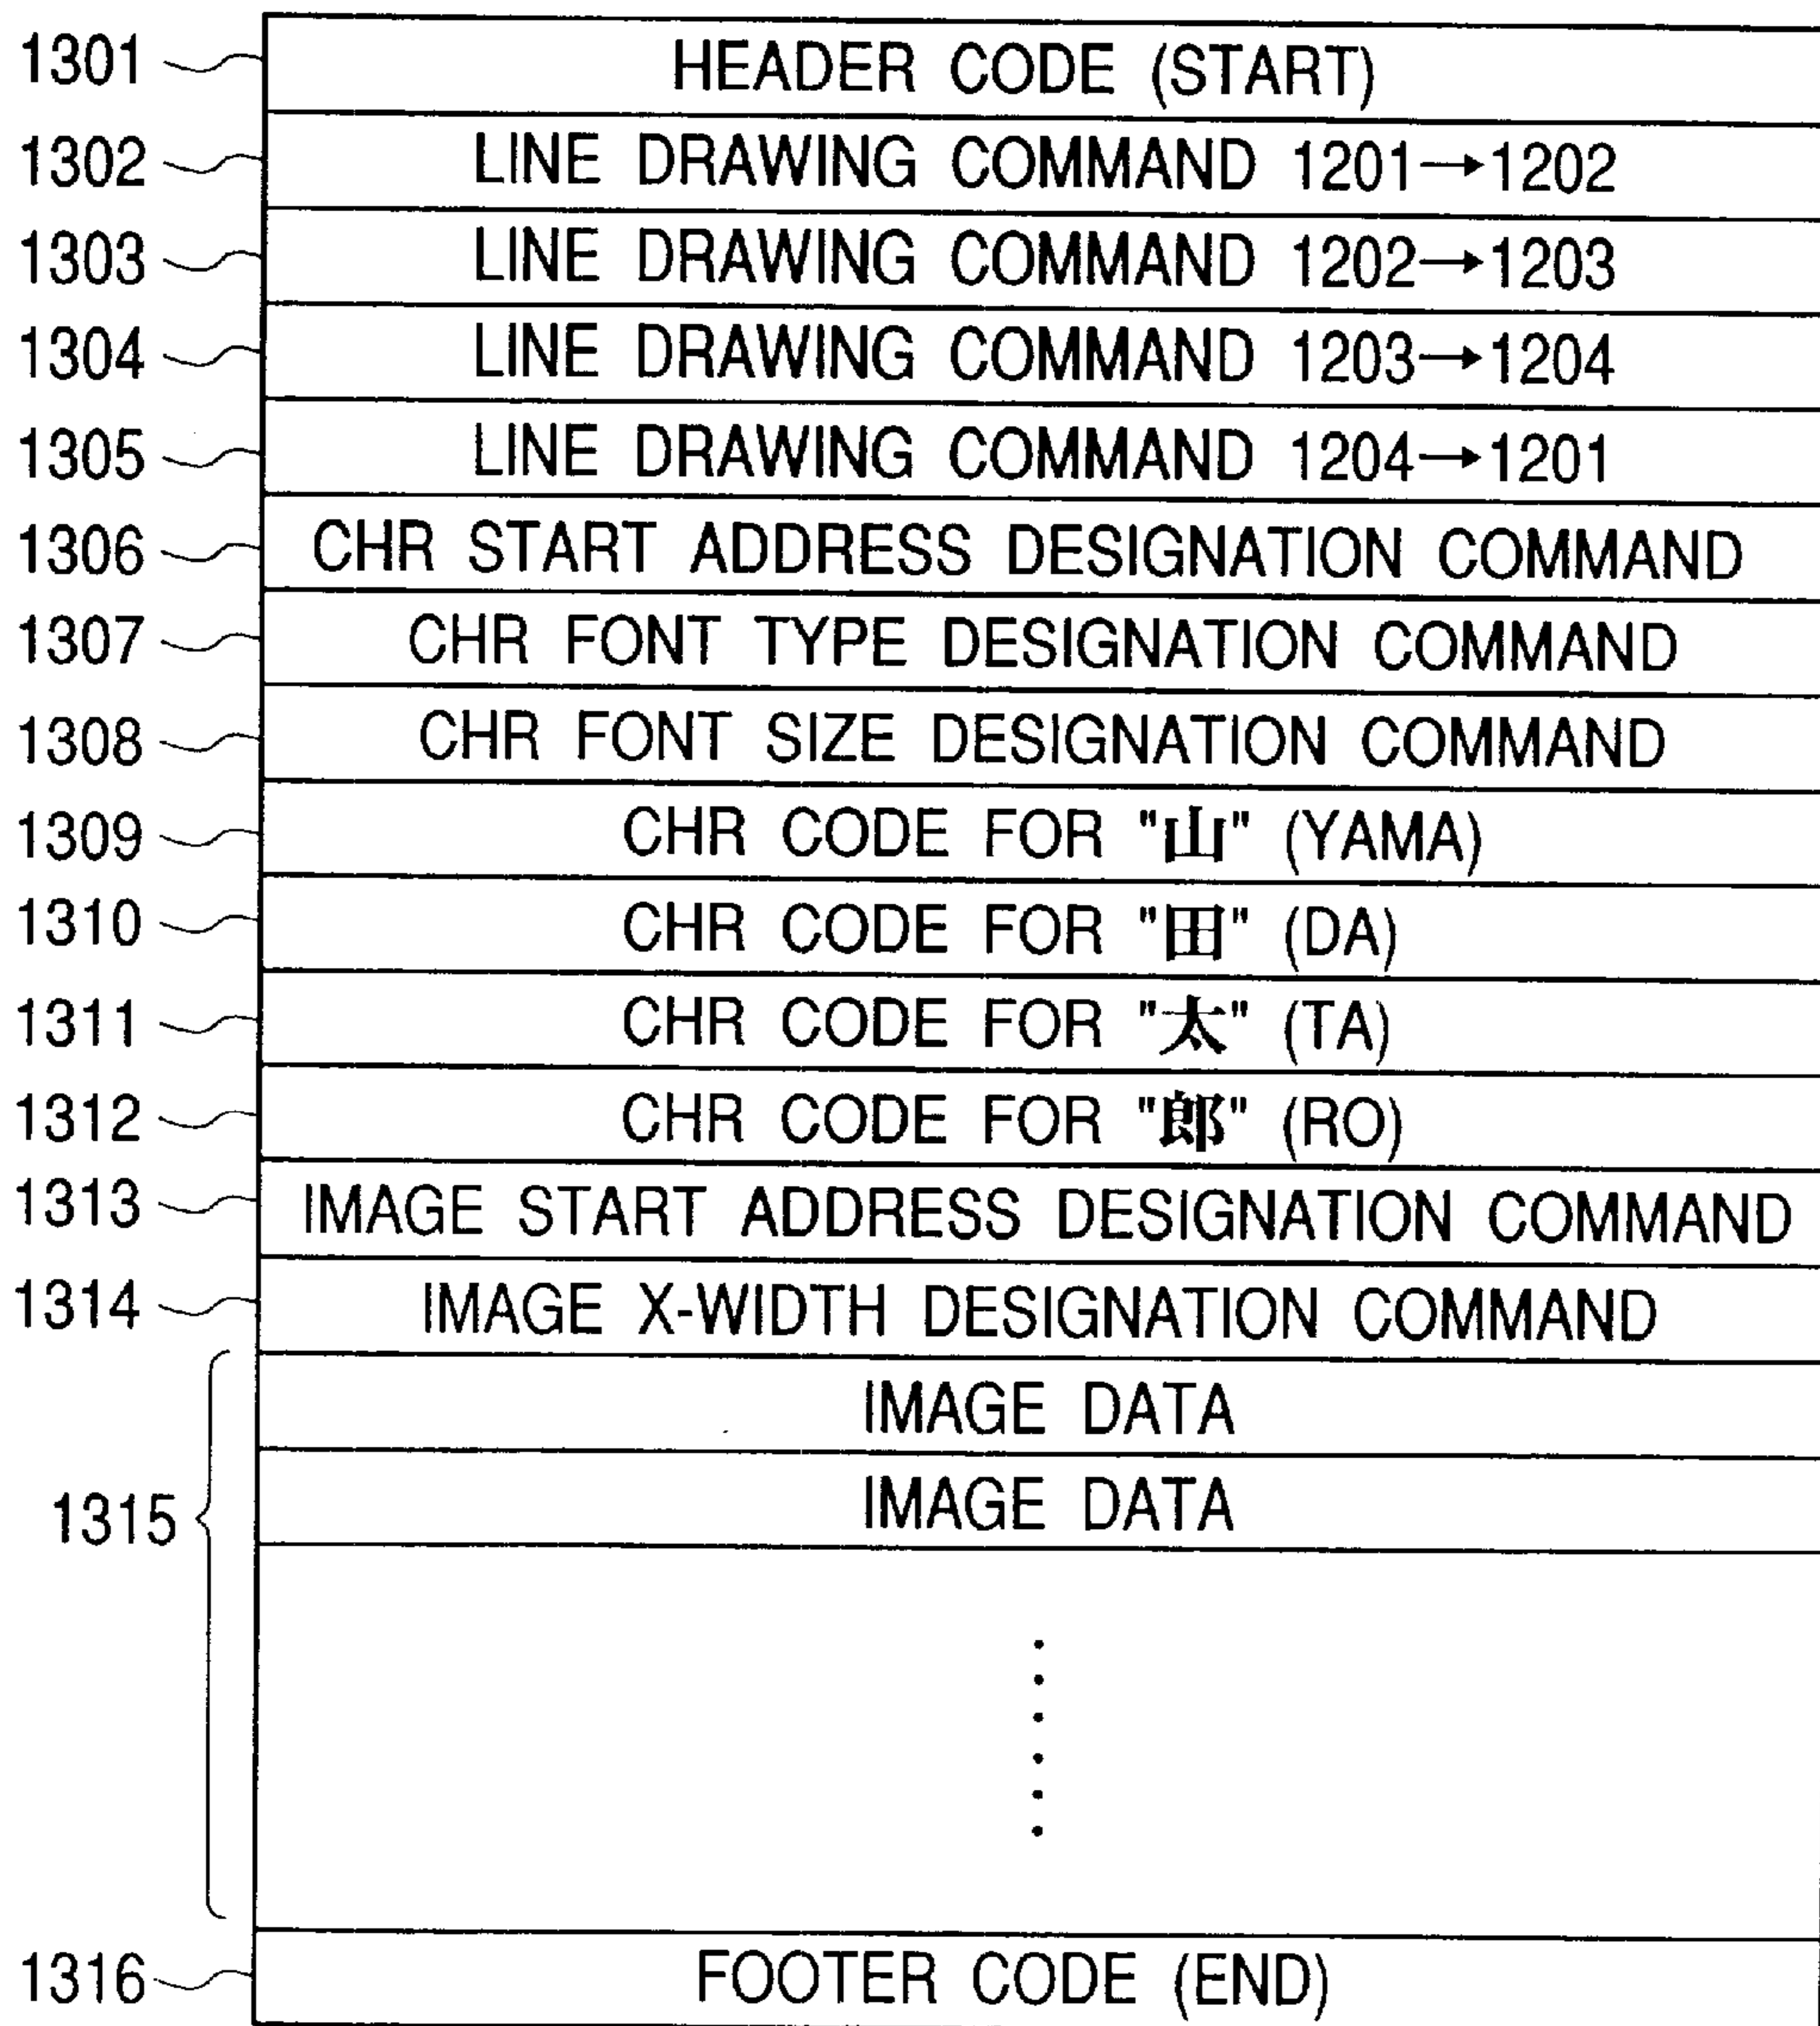 1301 HEADER CODE (START)
1302 LINE DRAWING COMMAND 1201→1202
1303 LINE DRAWING COMMAND 1202→1203
1304 LINE DRAWING COMMAND 1203→1204
1305 LINE DRAWING COMMAND 1204→1201
1306 CHR START ADDRESS DESIGNATION COMMAND
1307 CHR FONT TYPE DESIGNATION COMMAND
1308 CHR FONT SIZE DESIGNATION COMMAND
1309 CHR CODE FOR "山" (YAMA)
1310 CHR CODE FOR "田" (DA)
1311 CHR CODE FOR "太" (TA)
1312 CHR CODE FOR "郎" (RO)
1313 IMAGE START ADDRESS DESIGNATION COMMAND
1314 IMAGE X-WIDTH DESIGNATION COMMAND
IMAGE DATA
1315 IMAGE DATA
1316 FOOTER CODE (END)